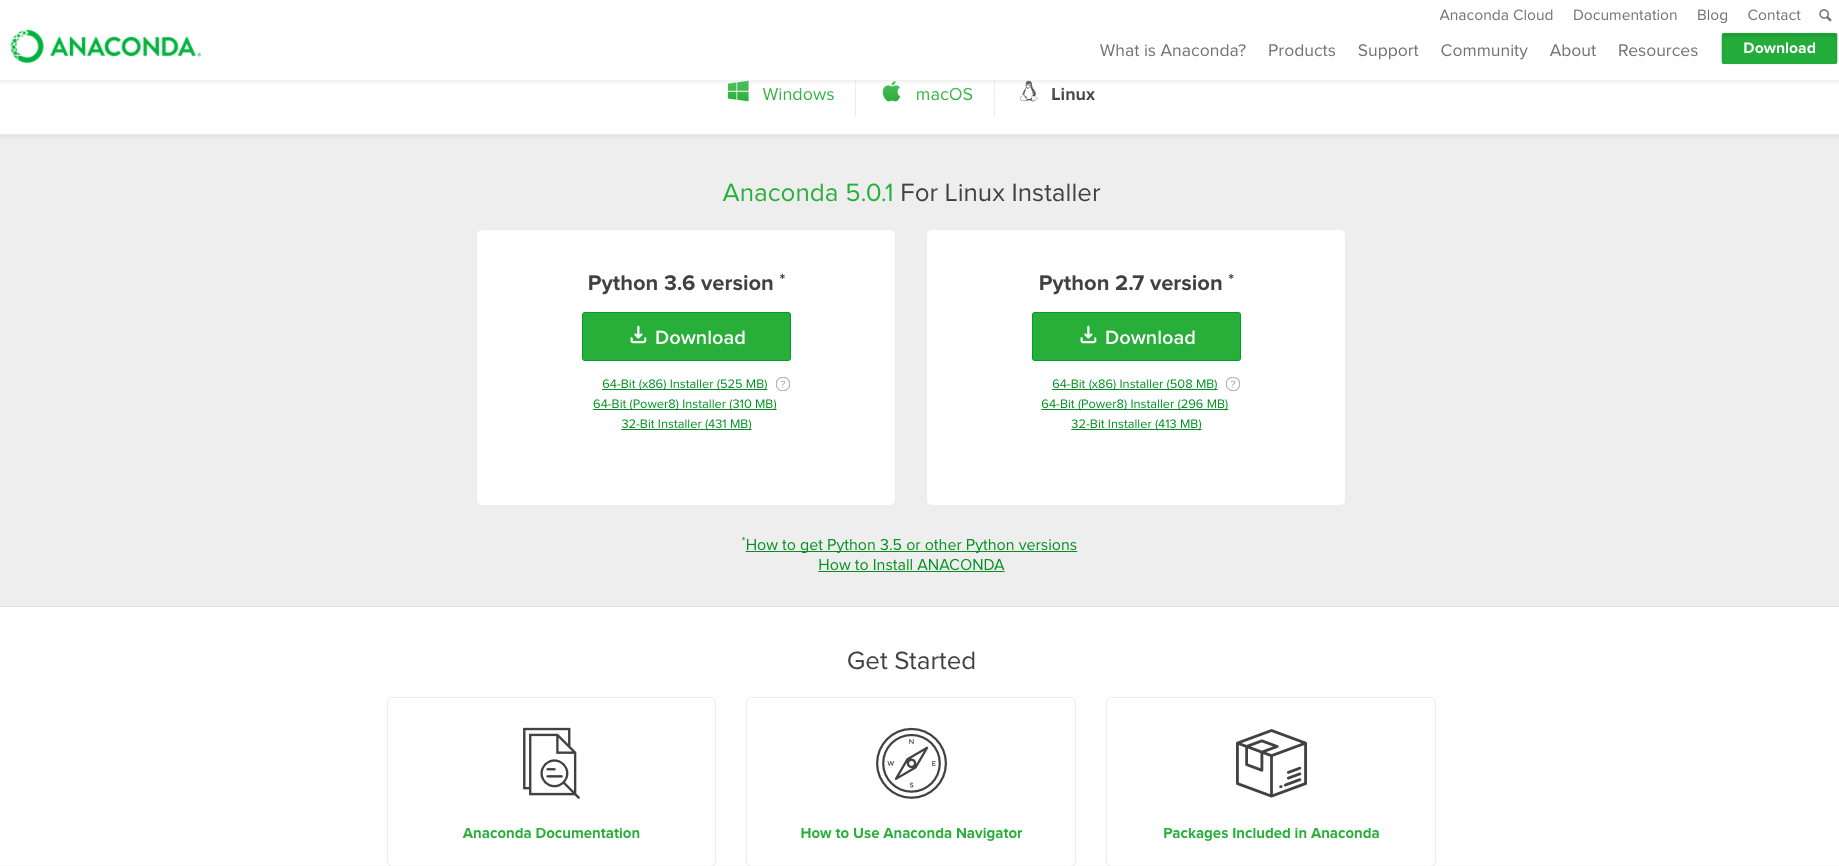 Anaconda Cloud Documentation Blog Contact
ANACONDA.
What is Anaconda? Products Support Community About Resources Download
Windows macOS Linux
Anaconda 5.0.1 For Linux Installer
Python 3.6 version *
Download
64-Bit (x86) Installer (525 MB) ?
64-Bit (Power8) Installer (310 MB)
32-Bit Installer (431 MB)
Python 2.7 version *
Download
64-Bit (x86) Installer (508 MB) ?
64-Bit (Power8) Installer (296 MB)
32-Bit Installer (413 MB)
*How to get Python 3.5 or other Python versions
How to Install ANACONDA
Get Started
Anaconda Documentation
N
W E
S
How to Use Anaconda Navigator
Packages Included in Anaconda